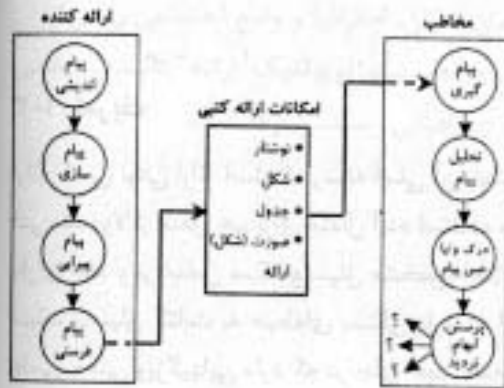 ارائه کننده
پیام
اندیشی
پیام
سازی
پیام
پیرایی
پیام
فرستی
امکانات ارائه کتبی
• نوشتار
• شکل
• جدول
• صورت (شکل)
ارائه
مخاطب
پیام
گیری
تحلیل
پیام
درک و/یا
حس پیام
پرسش،
ابهام،
تردید
؟
؟
؟